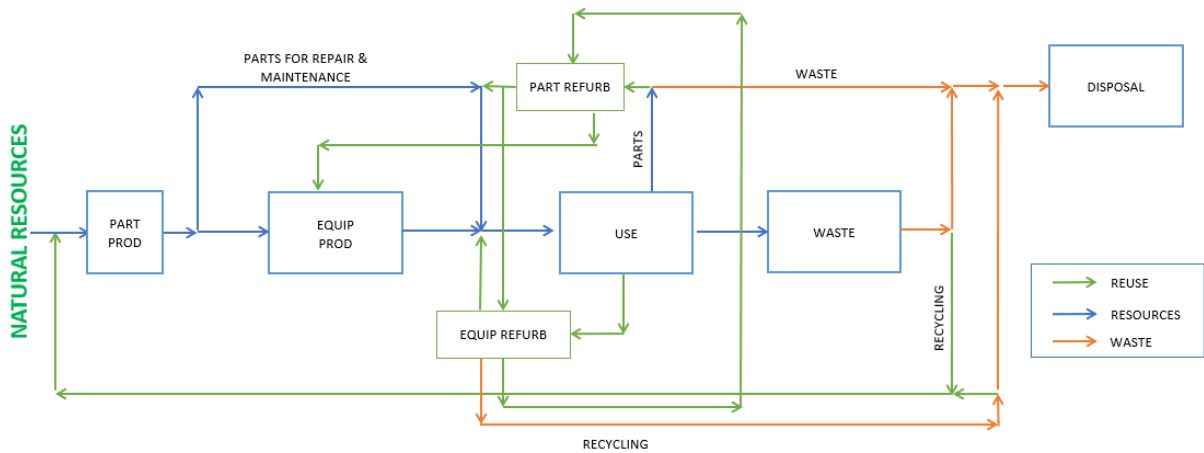 PARTS FOR REPAIR &
MAINTENANCE
PART REFURB
WASTE
DISPOSAL
PARTS
NATURAL RESOURCES
PART
PROD
EQUIP
PROD
USE
WASTE
EQUIP REFURB
RECYCLING
REUSE
RESOURCES
WASTE
RECYCLING